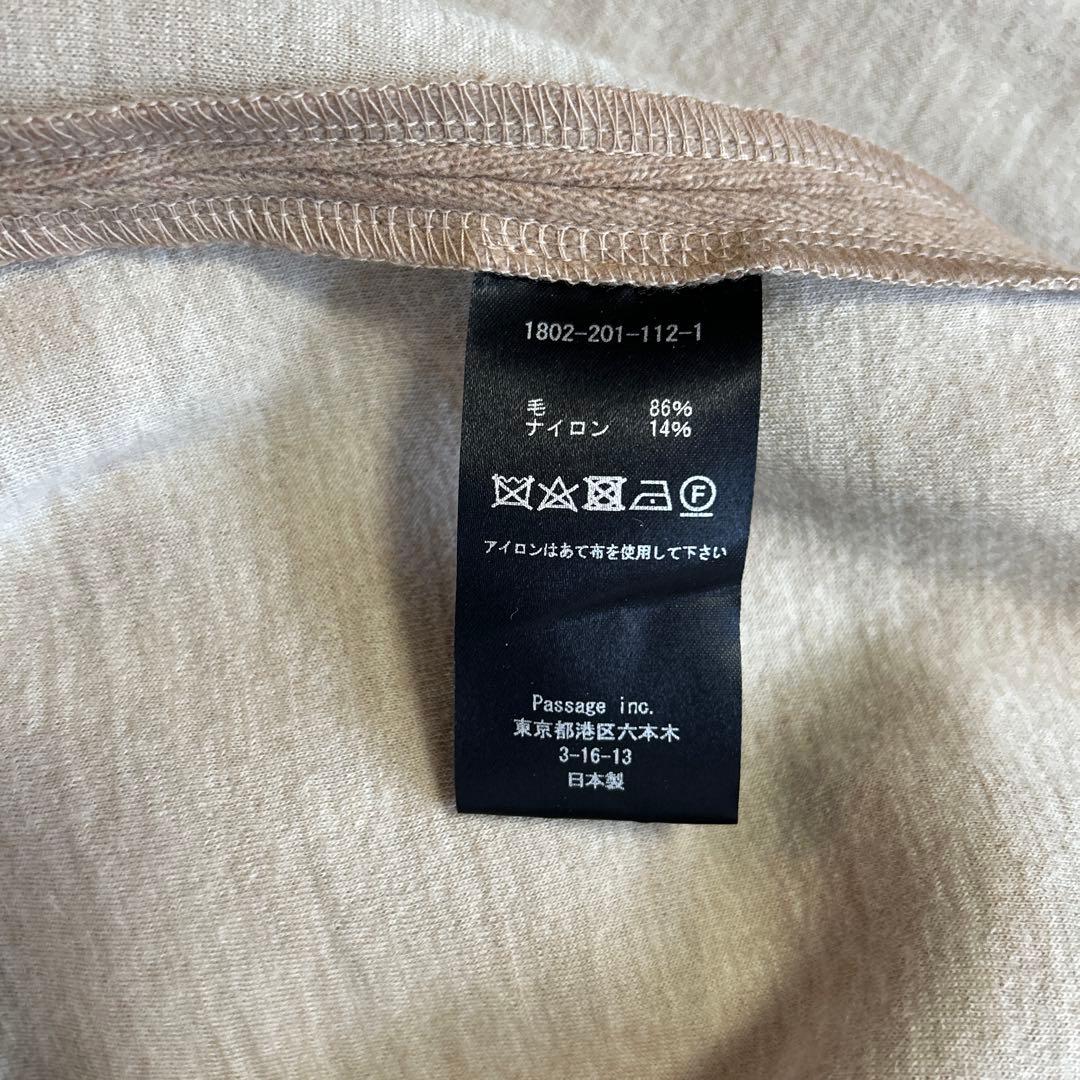 1802-201-112-1
毛 86%
ナイロン 14%
F
アイロンはあて布を使用して下さい
Passage inc.
東京都港区六本木
3-16-13
日本製